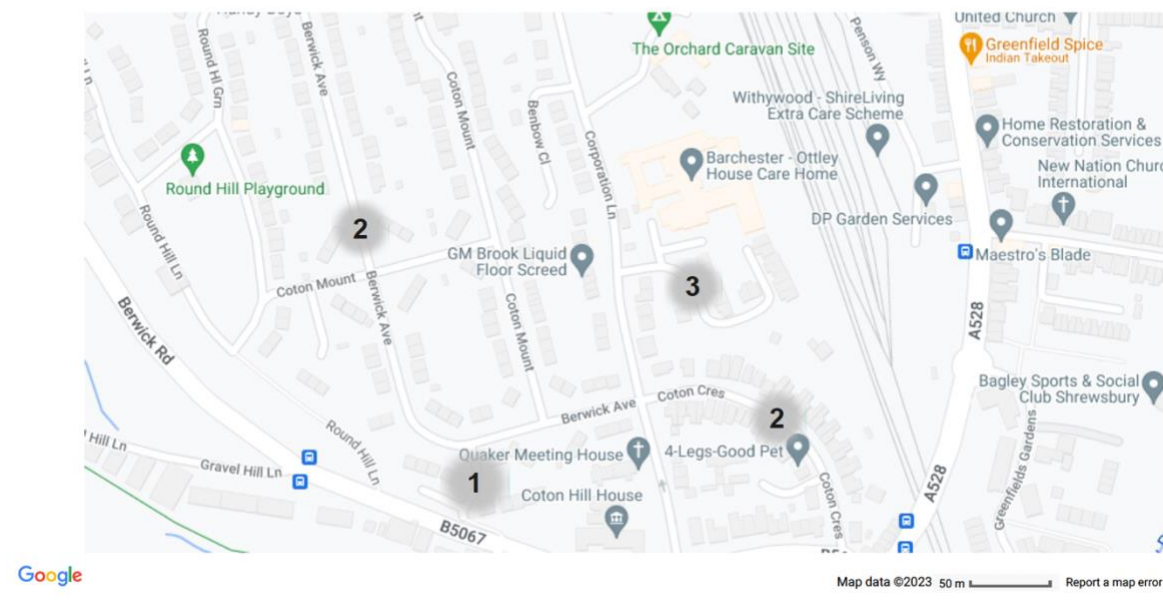 United Church
Greenfield Spice
Indian Takeout
The Orchard Caravan Site
Penson Wy
Berwick Ave
Round Hl Grn
Coton Mount
Benbow Cl
Corporation Ln
Withywood - ShireLiving
Extra Care Scheme
Home Restoration &
Conservation Services
Barchester - Ottley
House Care Home
New Nation Churc
International
Round Hill Playground
DP Garden Services
2
Round Hill Ln
GM Brook Liquid
Floor Screed
Maestro's Blade
Coton Mount
3
Berwick Rd
Berwick Ave
Coton Mount
A528
Bagley Sports & Social
Club Shrewsbury
Coton Cres
Berwick Ave
2
Hill Ln
Round Hill Ln
Quaker Meeting House
4-Legs-Good Pet
Gravel Hill Ln
1
Coton Hill House
Coton Cres
A528
Greenfields Gardens
B5067
Google
Map data ©2023
50 m
Report a map error